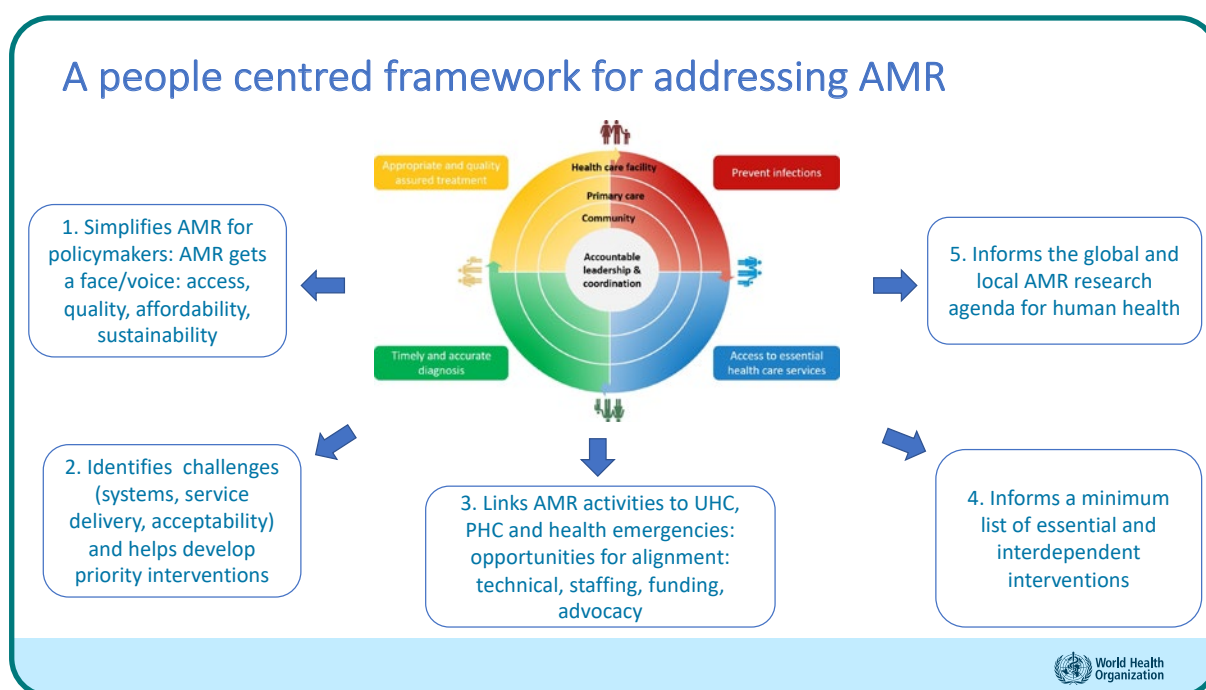 A people centred framework for addressing AMR
Appropriate and quality
assured treatment
Health care facility
Primary care
Community
Accountable
leadership &
coordination
Prevent infections
Timely and accurate
diagnosis
Access to essential
health care services
1. Simplifies AMR for
policymakers: AMR gets
a face/voice: access,
quality, affordability,
sustainability
2. Identifies  challenges
(systems, service
delivery, acceptability)
and helps develop
priority interventions
3. Links AMR activities to UHC,
PHC and health emergencies:
opportunities for alignment:
technical, staffing, funding,
advocacy
4. Informs a minimum
list of essential and
interdependent
interventions
5. Informs the global and
local AMR research
agenda for human health
World Health
Organization